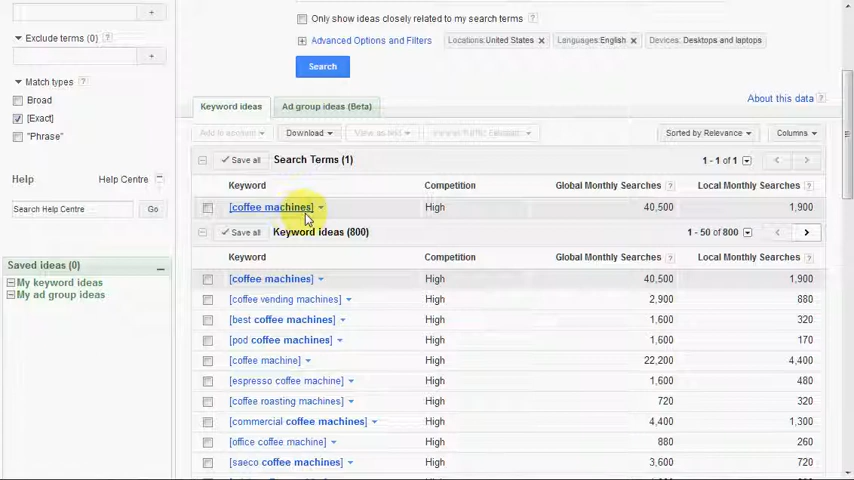 Only show ideas closely related to my search terms ?
Exclude terms (0) ?
Advanced Options and Filters
Locations:United States × Languages:English × Devices: Desktops and laptops
Search
Match types ?
Broad
[Exact]
"Phrase"
About this data ?
Keyword ideas
Ad group ideas (Beta)
Download
Sorted by Relevance
Columns
Save all
Search Terms (1)
1 - 1 of 1
Help
Help Centre
Search Help Centre
Go
Keyword
Competition
Global Monthly Searches ?
Local Monthly Searches ?
[coffee machines]
High
40,500
1,900
Save all
Keyword ideas (800)
1 - 50 of 800
Keyword
Competition
Global Monthly Searches ?
Local Monthly Searches ?
[coffee machines] High 40,500 1,900
[coffee vending machines] High 2,900 880
[best coffee machines] High 1,600 320
[pod coffee machines] High 1,600 170
[coffee machine] High 22,200 4,400
[espresso coffee machine] High 1,600 480
[coffee roasting machines] High 720 320
[commercial coffee machines] High 4,400 1,300
[office coffee machine] High 880 260
[saeco coffee machines] High 3,600 720
Saved ideas (0)
My keyword ideas
My ad group ideas